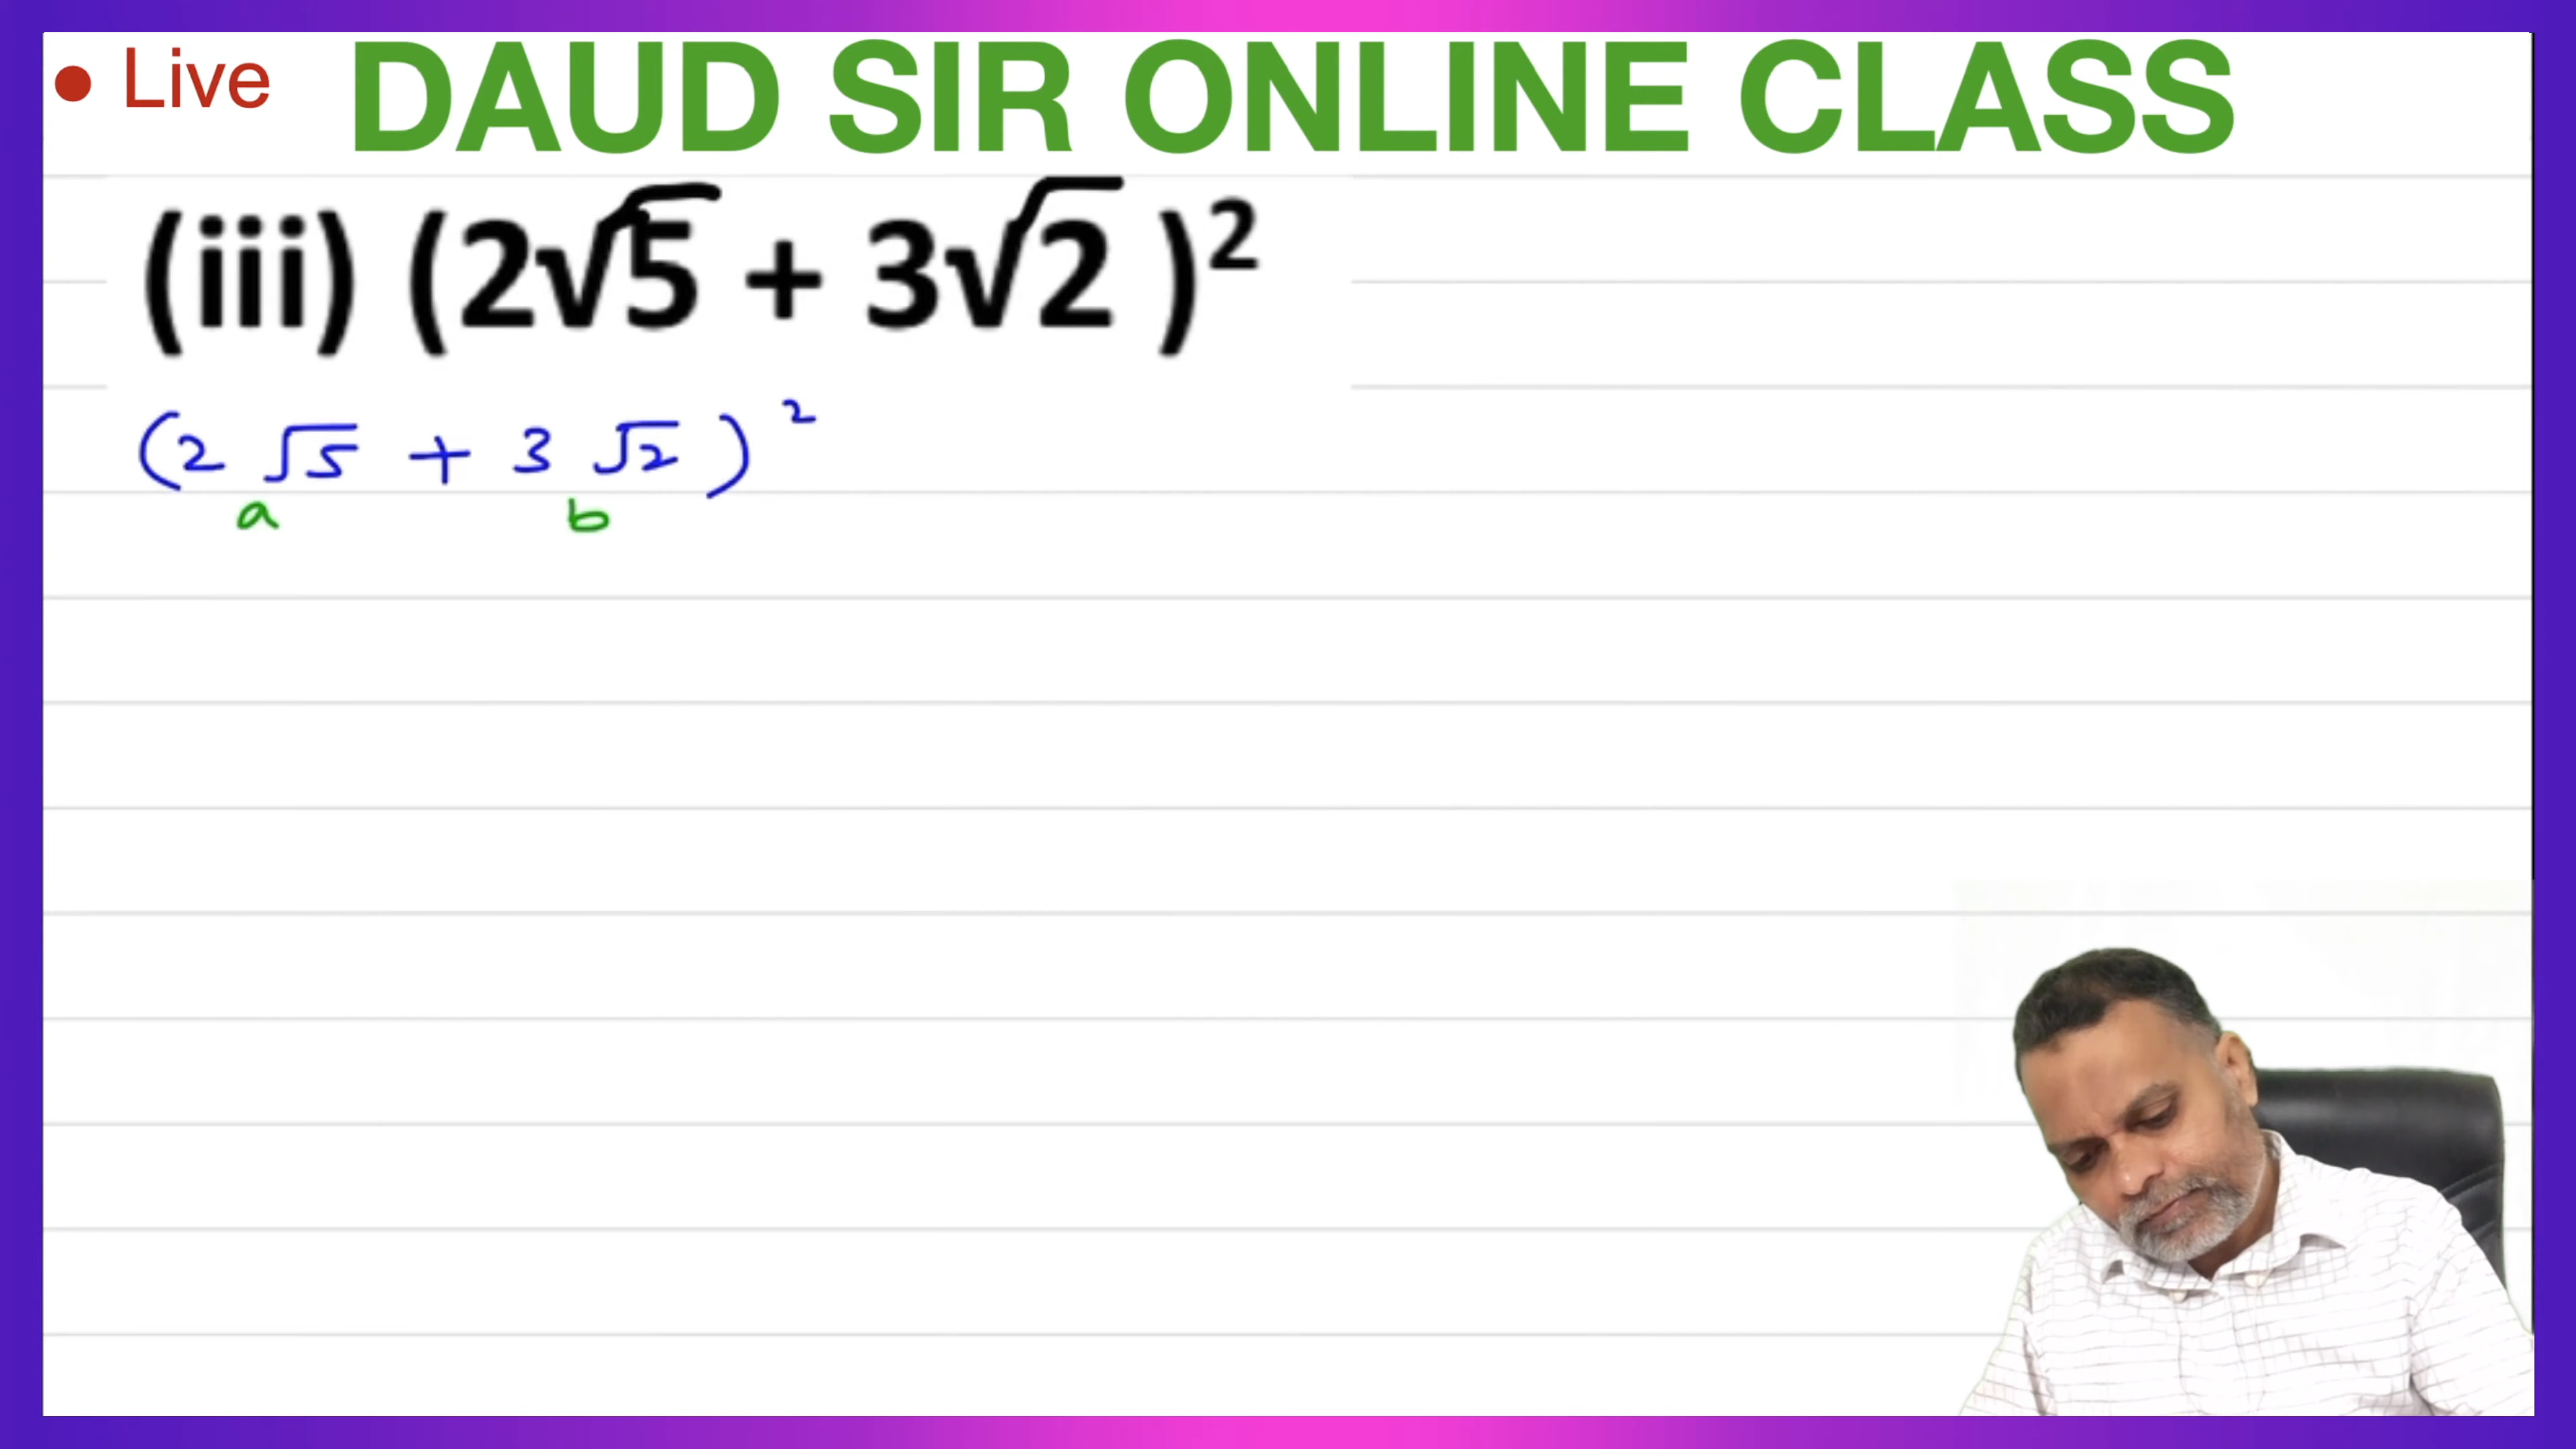 • Live DAUD SIR ONLINE CLASS
(iii) (2√5 + 3√2 )²
(2 √5 + 3 √2 )²
a b